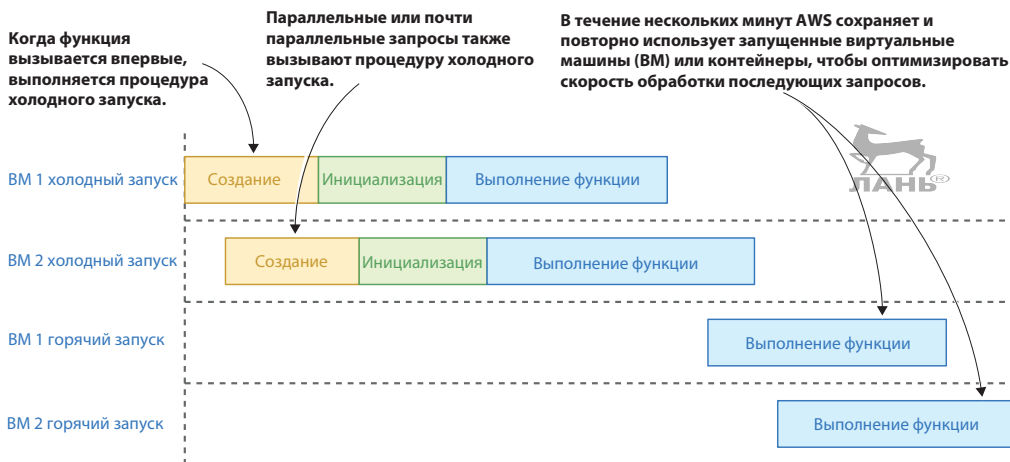 Когда функция
вызывается впервые,
выполняется процедура
холодного запуска.
Параллельные или почти
параллельные запросы также
вызывают процедуру холодного
запуска.
В течение нескольких минут AWS сохраняет и
повторно использует запущенные виртуальные
машины (ВМ) или контейнеры, чтобы оптимизировать
скорость обработки последующих запросов.
ЛАНЬ®
ВМ 1 холодный запуск
Создание
Инициализация
Выполнение функции
ВМ 2 холодный запуск
Создание
Инициализация
Выполнение функции
ВМ 1 горячий запуск
Выполнение функции
ВМ 2 горячий запуск
Выполнение функции